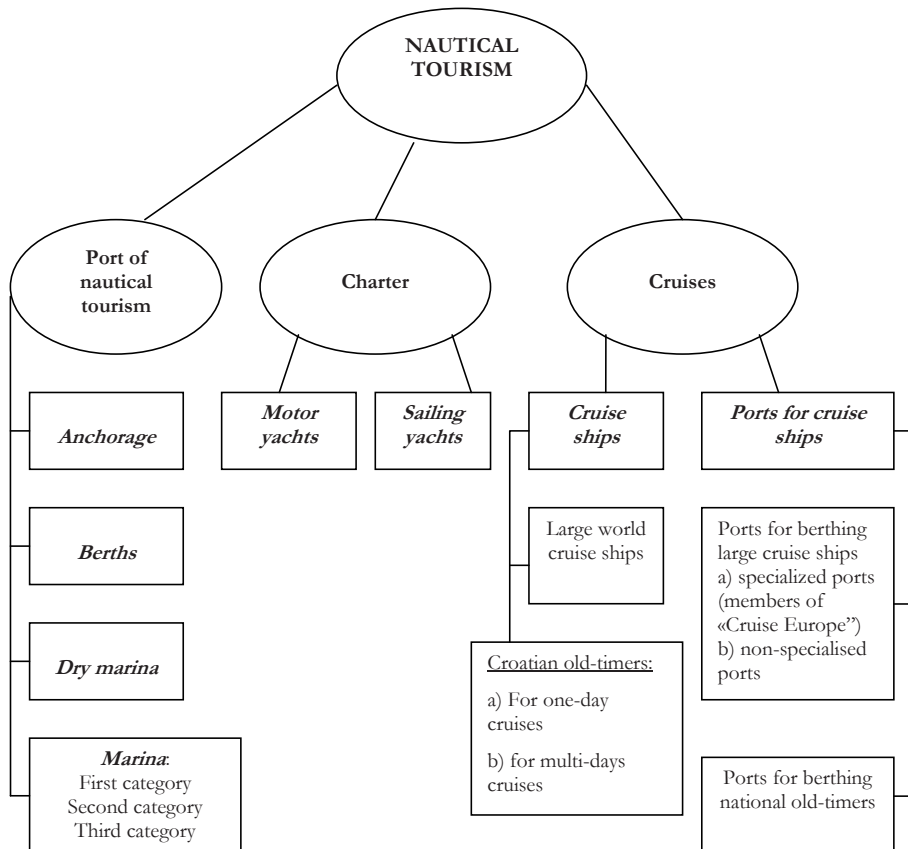 NAUTICAL
TOURISM
Port of
nautical
tourism
Charter
Cruises
Anchorage
Motor
yachts
Sailing
yachts
Cruise
ships
Ports for cruise
ships
Berths
Large world
cruise ships
Ports for berthing
large cruise ships
a) specialized ports
(members of
«Cruise Europe”)
b) non-specialised
ports
Dry marina
Croatian old-timers:
a) For one-day
cruises
b) for multi-days
cruises
Marina:
First category
Second category
Third category
Ports for berthing
national old-timers